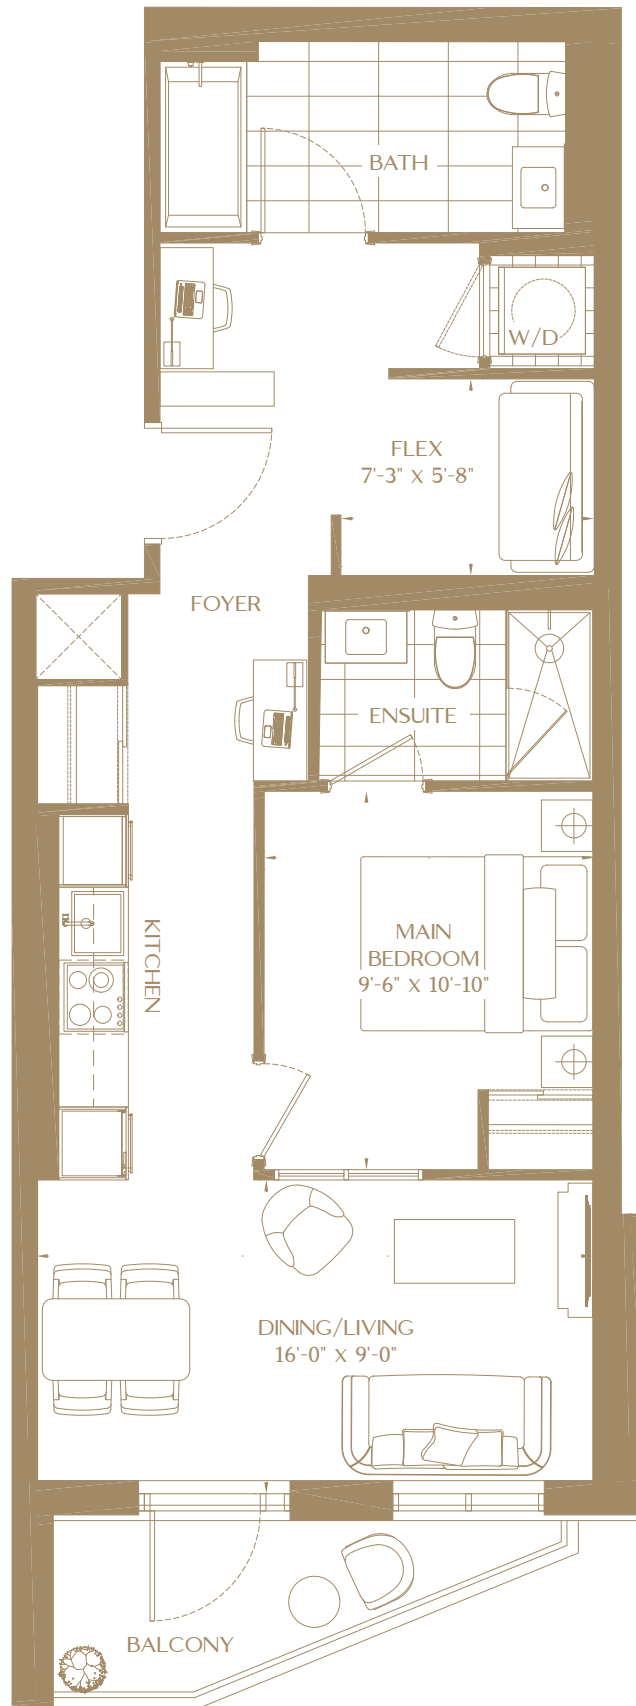 BATH
W/D
FLEX
7'-3" X 5'-8"
FOYER
ENSUITE
KITCHEN
MAIN
BEDROOM
9'-6" X 10'-10"
DINING/LIVING
16'-0" X 9'-0"
BALCONY